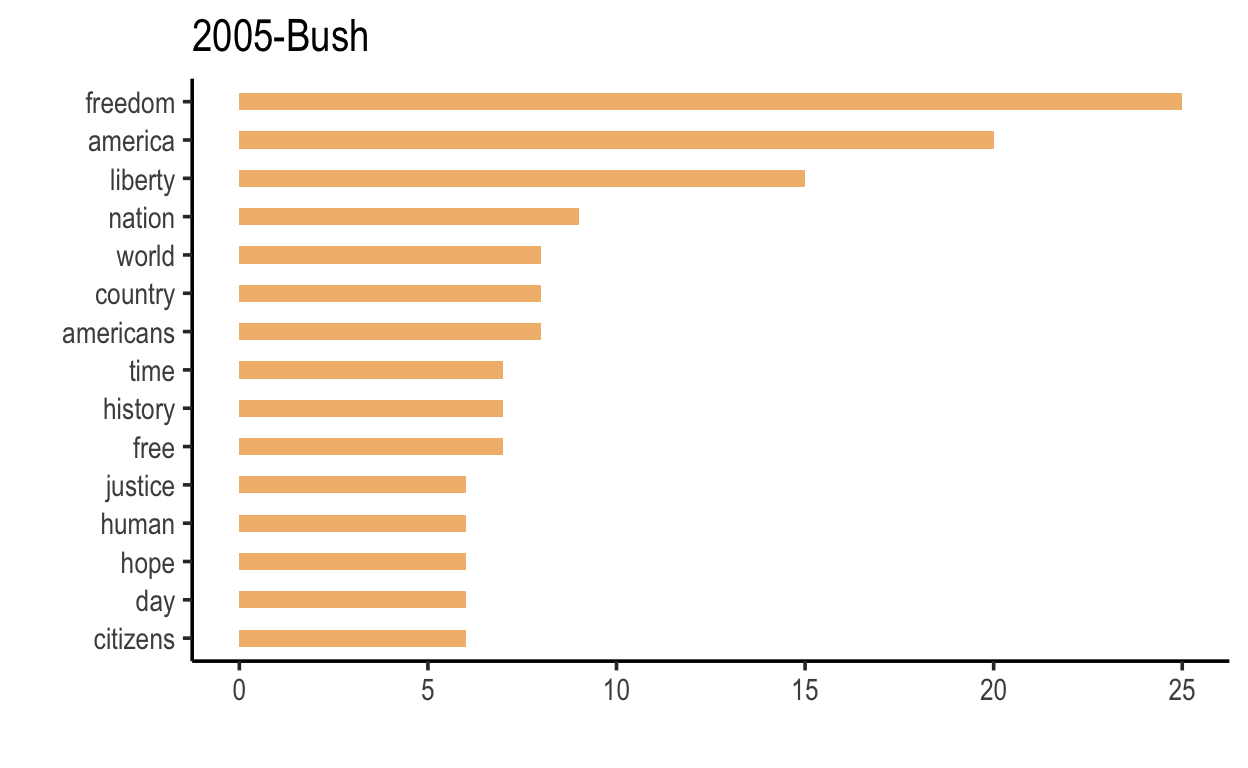 2005-Bush
freedom
america
liberty
nation
world
country
americans
time
history
free
justice
human
hope
day
citizens
0 5 10 15 20 25